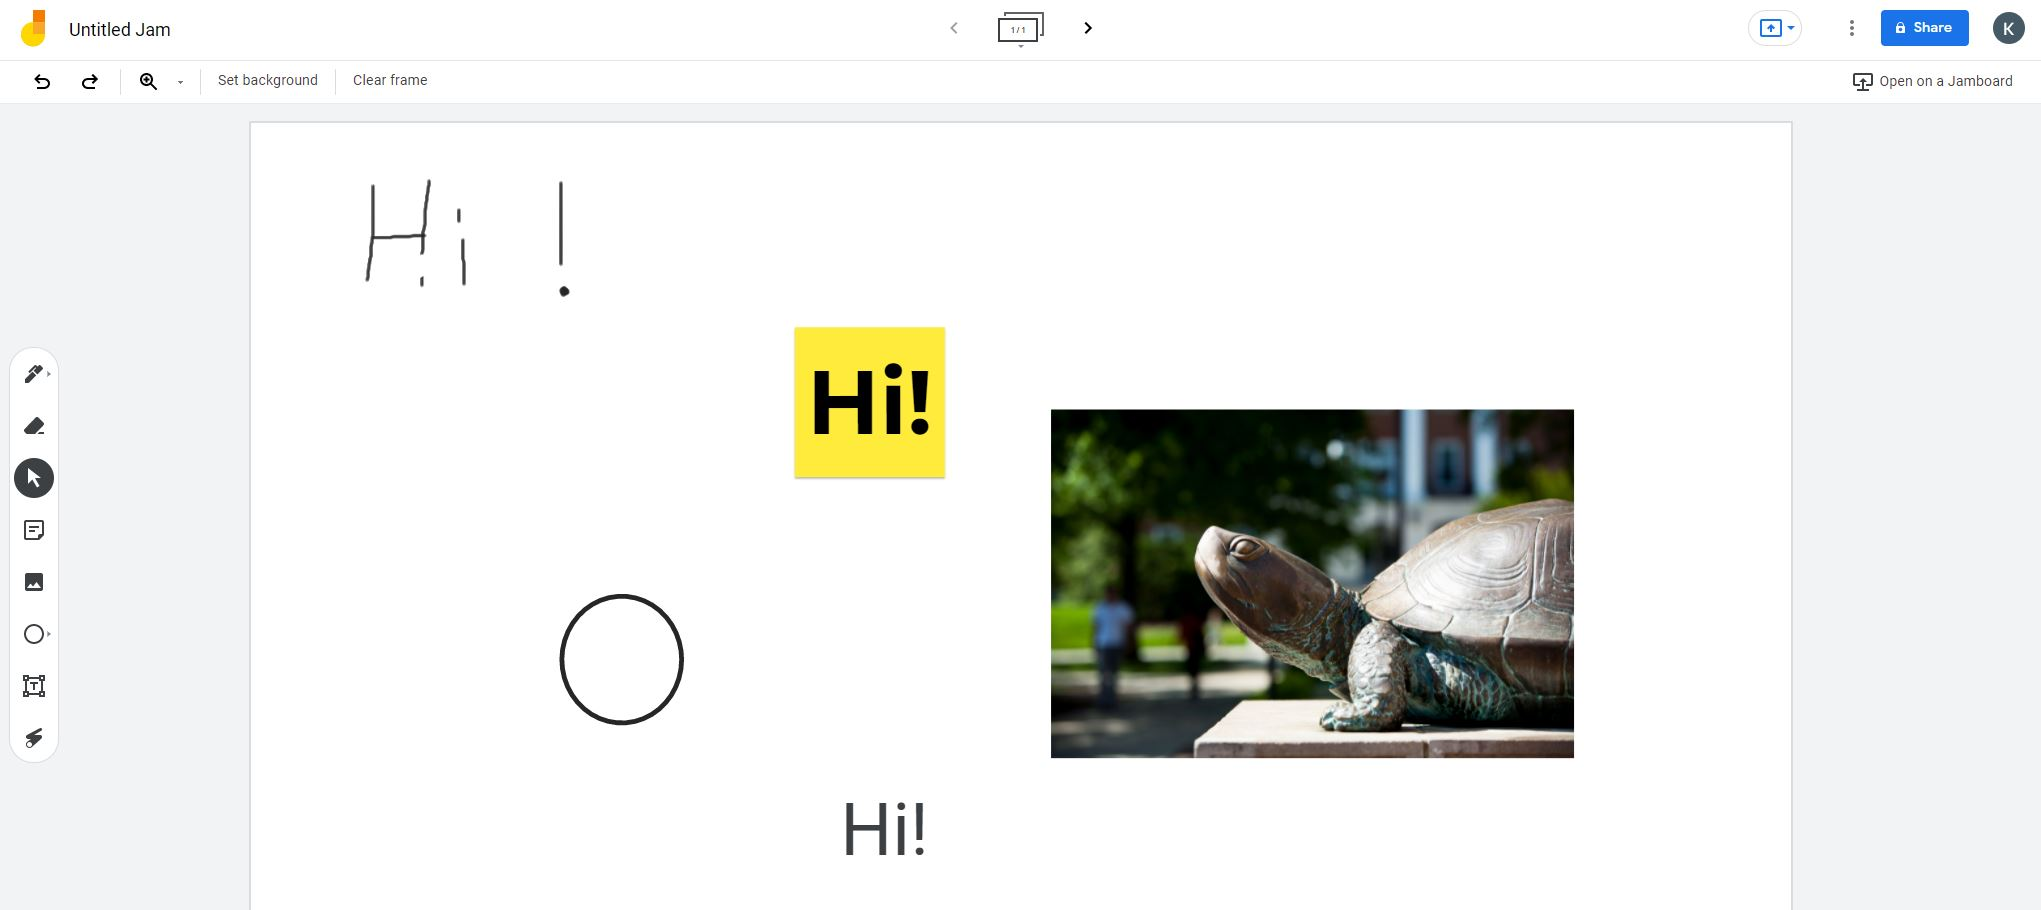 Untitled Jam
1/1
Share
K
Set background
Clear frame
Open on a Jamboard
Hi !
Hi!
Hi!